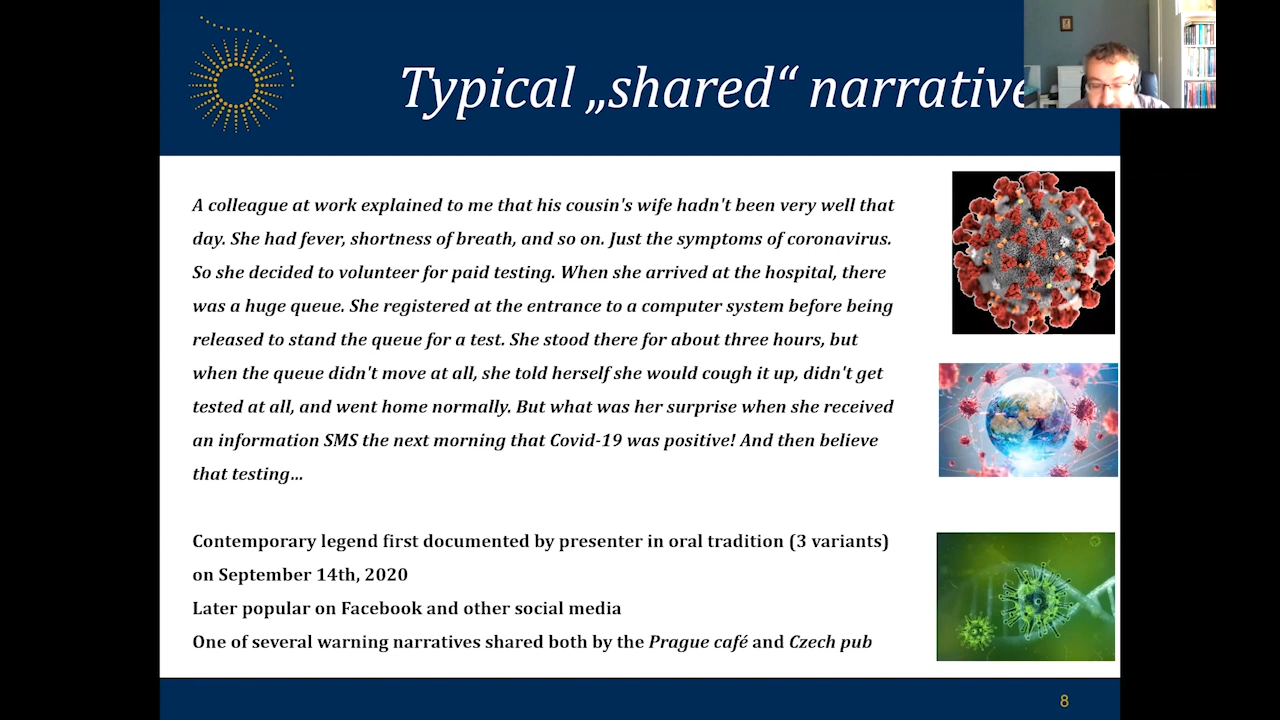 Typical „shared“ narrative
A colleague at work explained to me that his cousin's wife hadn't been very well that
day. She had fever, shortness of breath, and so on. Just the symptoms of coronavirus.
So she decided to volunteer for paid testing. When she arrived at the hospital, there
was a huge queue. She registered at the entrance to a computer system before being
released to stand the queue for a test. She stood there for about three hours, but
when the queue didn't move at all, she told herself she would cough it up, didn't get
tested at all, and went home normally. But what was her surprise when she received
an information SMS the next morning that Covid-19 was positive! And then believe
that testing...
Contemporary legend first documented by presenter in oral tradition (3 variants)
on September 14th, 2020
Later popular on Facebook and other social media
One of several warning narratives shared both by the Prague café and Czech pub
8